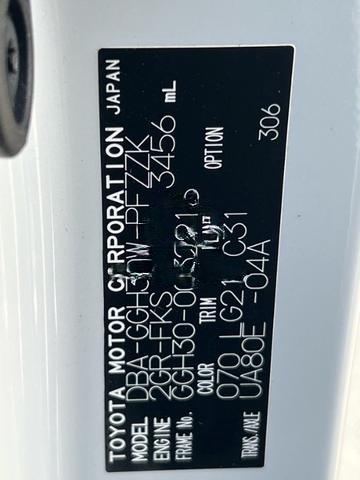 TOYOTA MOTOR CORPORATION JAPAN
MODEL DBA-GGH30W-PFZZK
ENGINE 2GR-FKS 3456 mL
FRAME No.
COLOR TRIM PLANT OPTION
070 LG21 C31
UA80E -04A
TRANS./AXLE 306